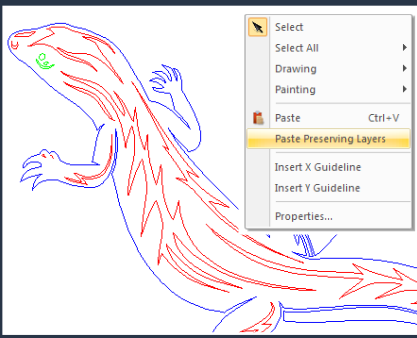 Select
Select All
Drawing
Painting
Paste Ctrl+V
Paste Preserving Layers
Insert X Guideline
Insert Y Guideline
Properties...